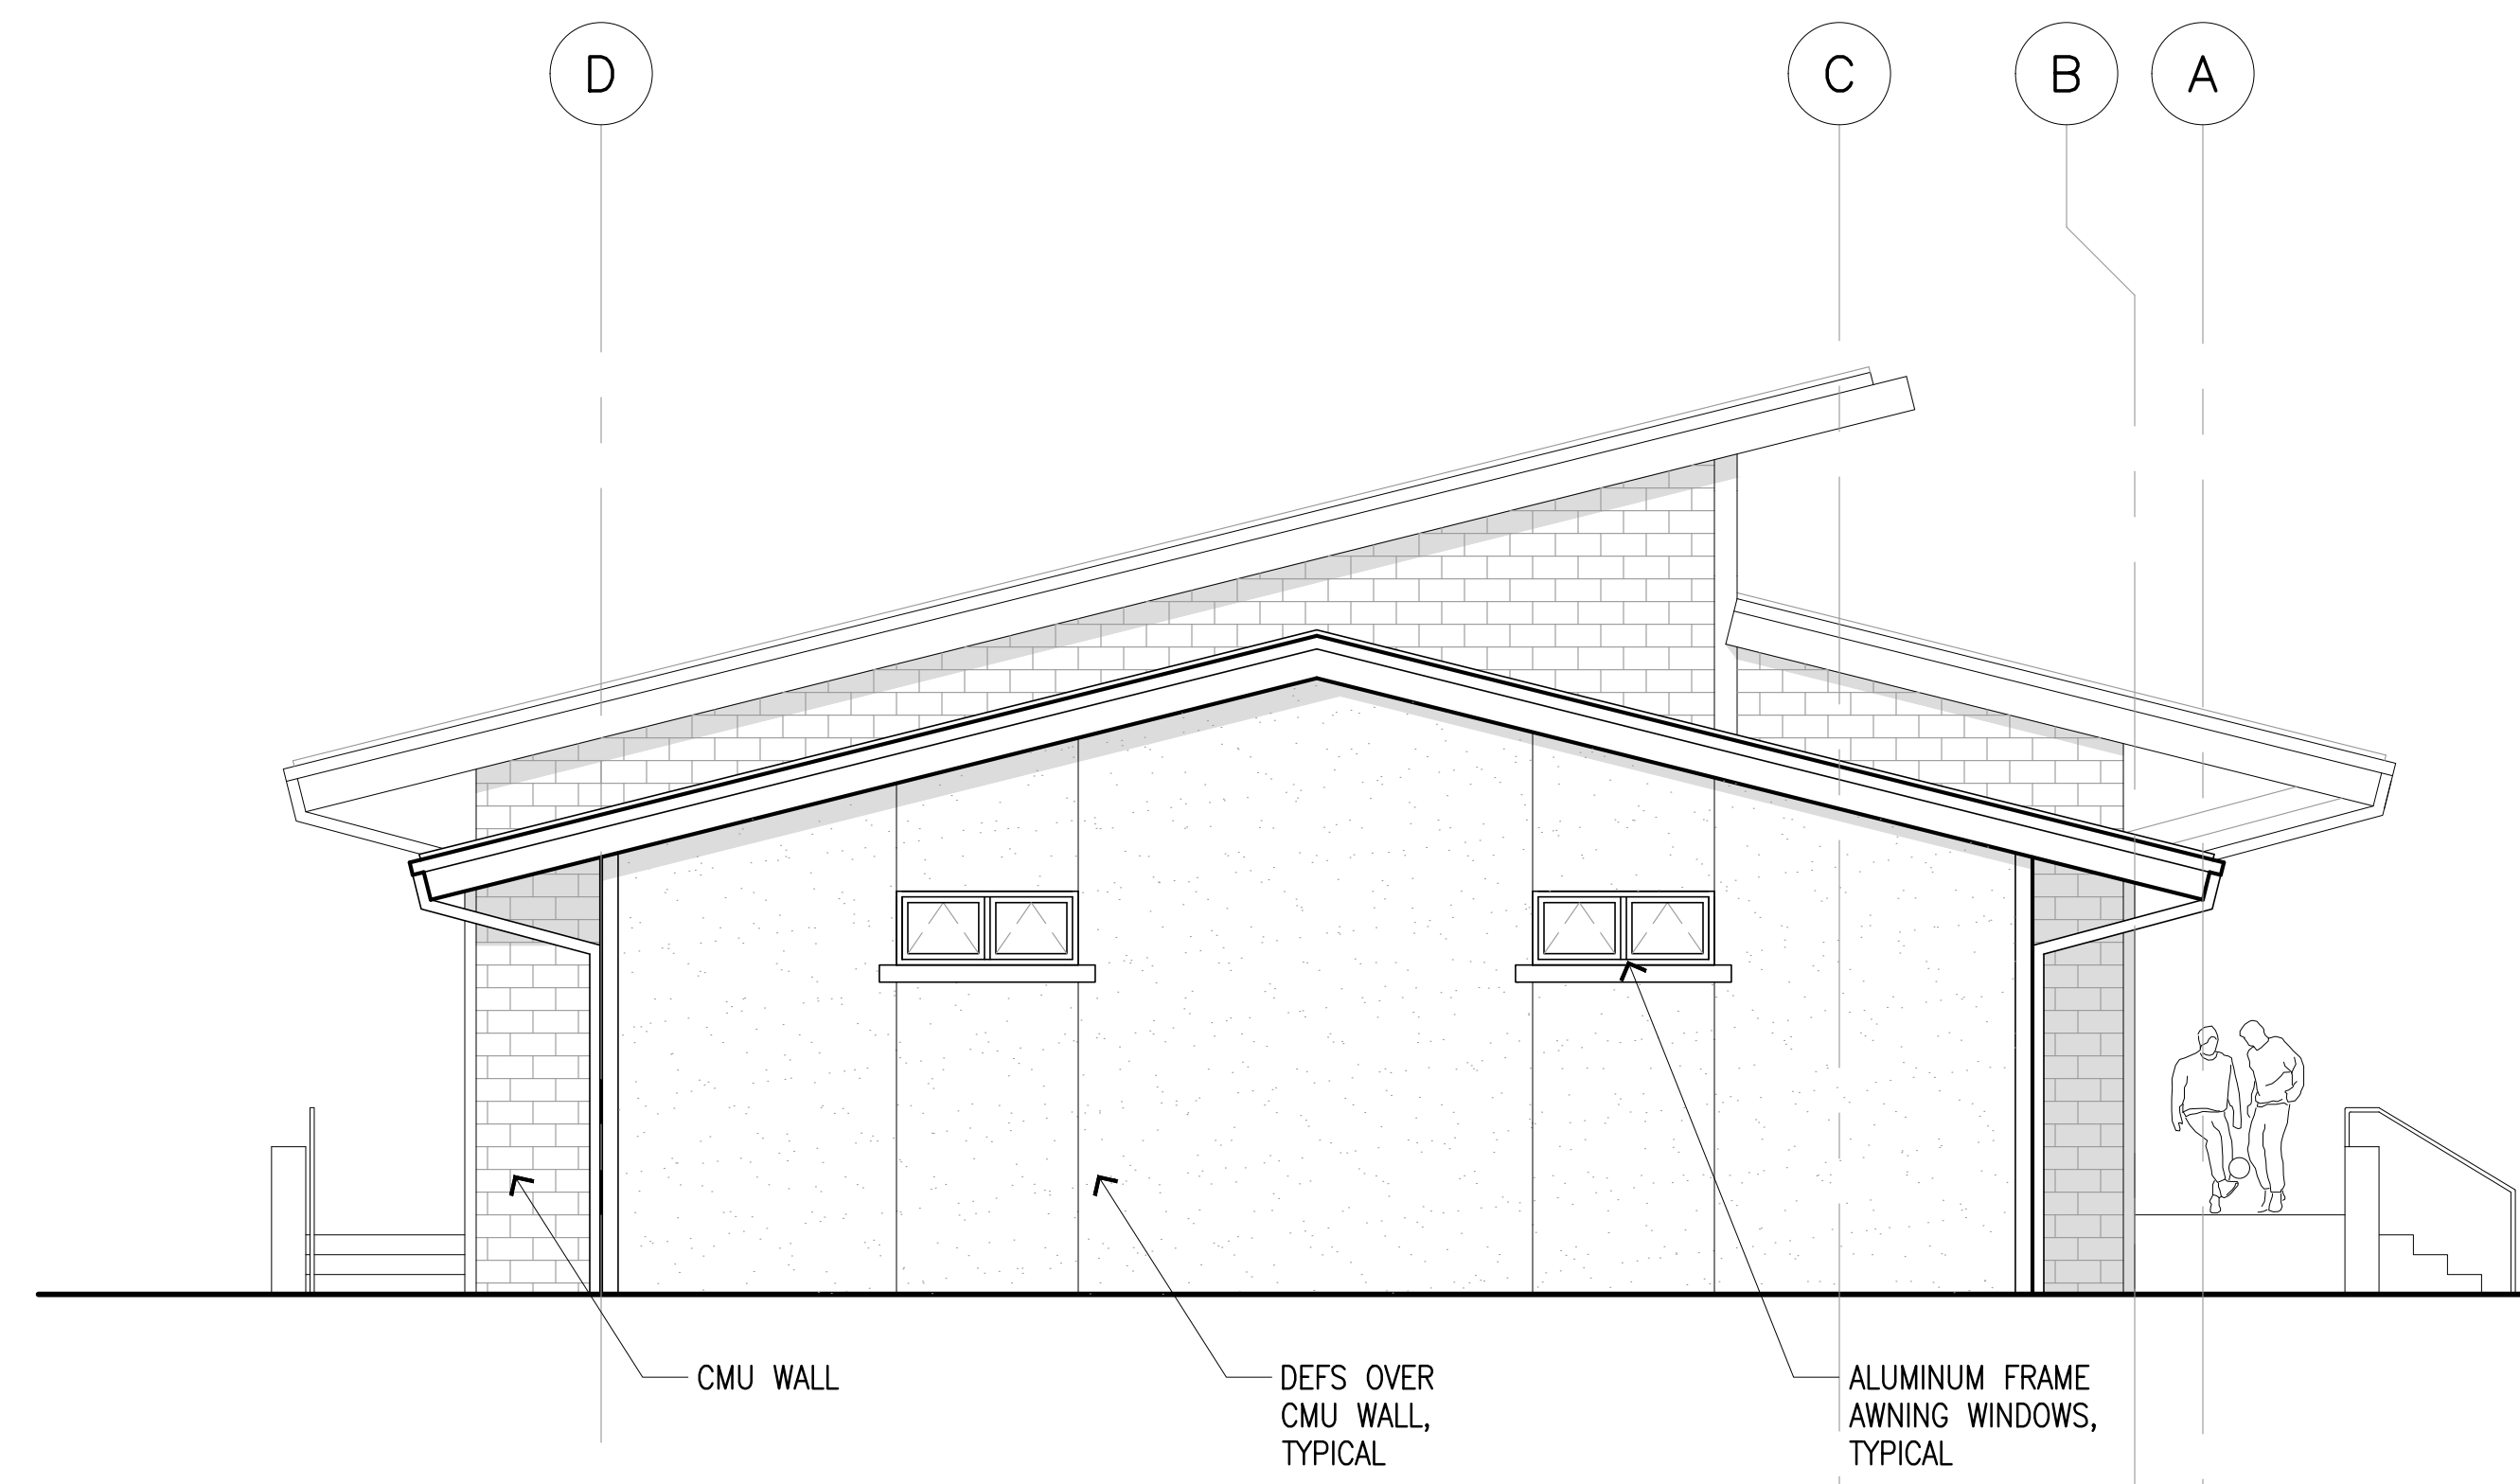 D
C
B
A
CMU WALL
DEFS OVER
CMU WALL,
TYPICAL
ALUMINUM FRAME
AWNING WINDOWS,
TYPICAL